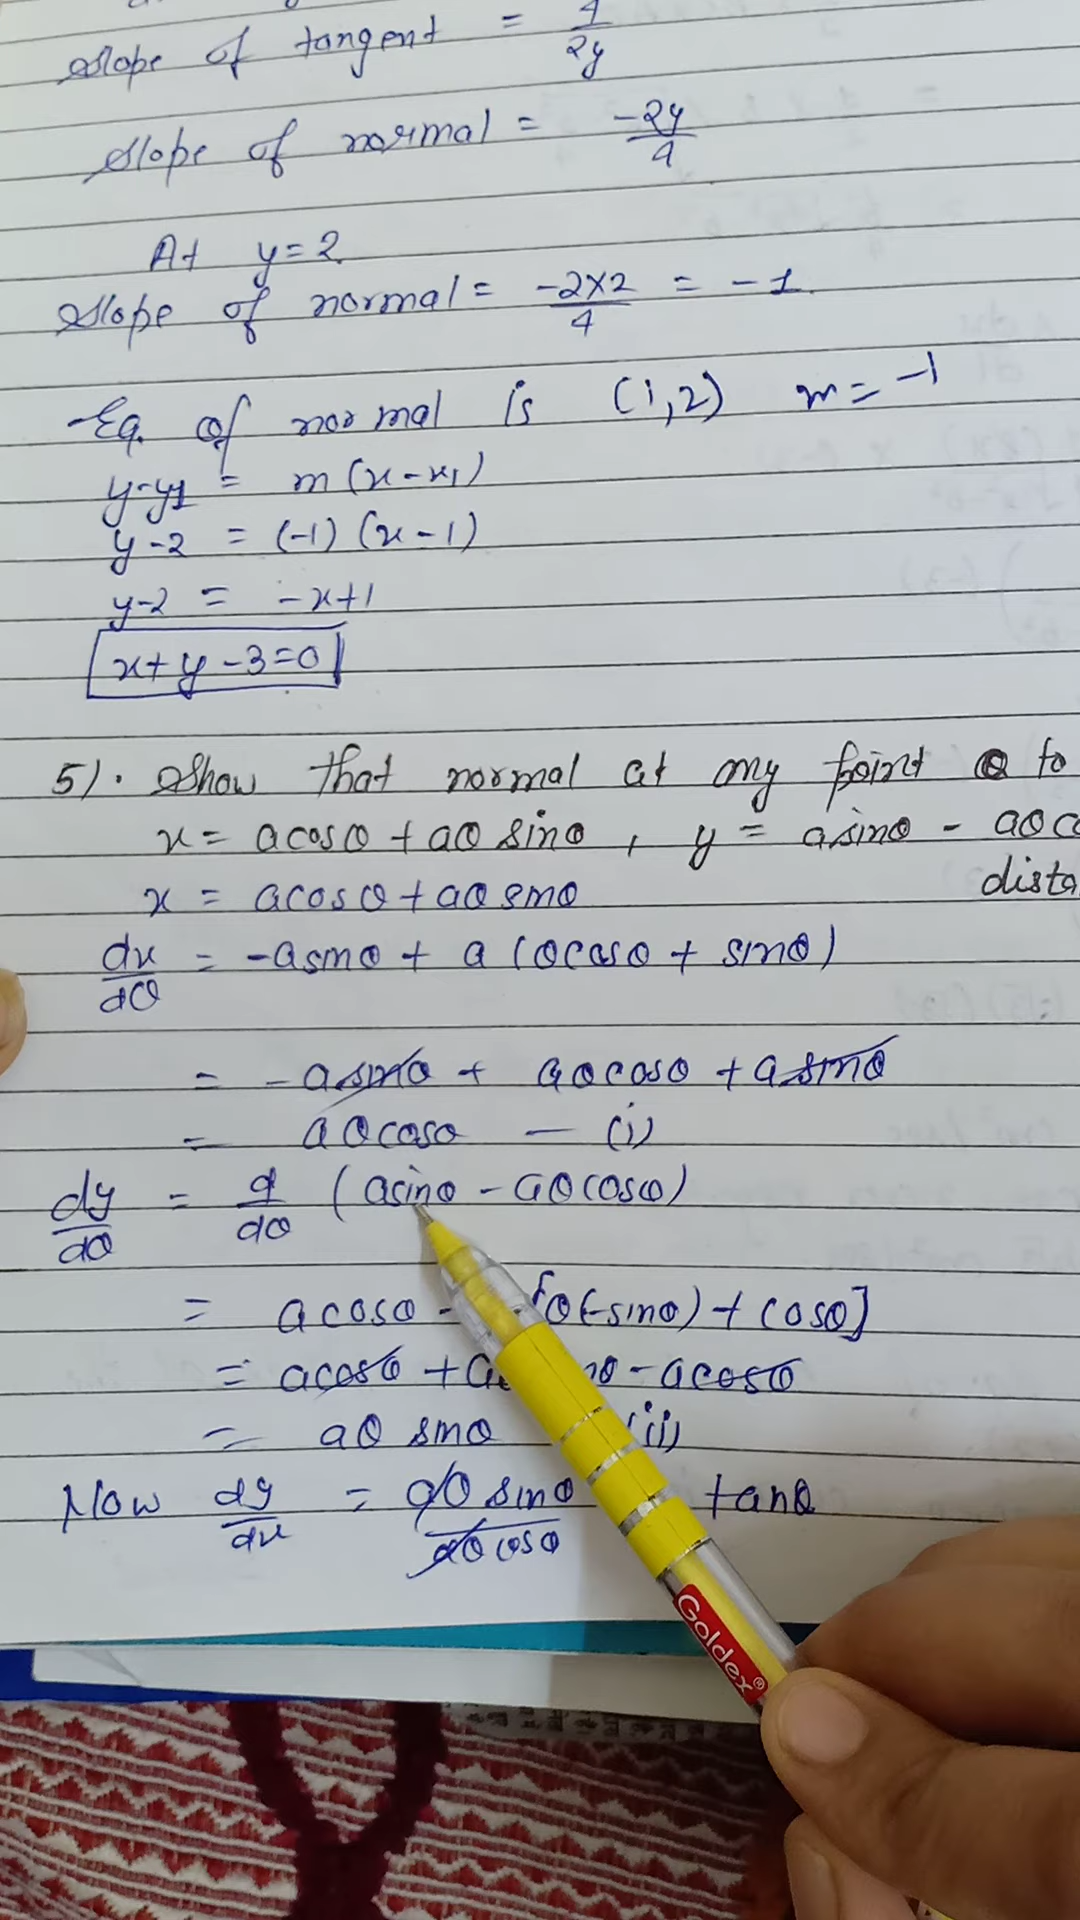 Slope of tangent = 4/2y
Slope of normal = -2y/4
At y=2
Slope of normal = -2×2/4 = -1.
Eq. of normal is (1,2) m = -1
y-y1 = m(x-x1)
y-2 = (-1) (x-1)
y-2 = -x+1
x+y-3=0
5). Show that normal at any point θ to
x = acosθ + aθ sinθ, y = asinθ - aθc
x = acosθ + aθ sinθ dista
dx/dθ = -asinθ + a(θcosθ + sinθ)
= -asinθ + aθcosθ + asinθ
= aθcosθ — (i)
dy/dθ = d/dθ (asinθ - aθcosθ)
= acosθ - [θ(-sinθ) + cosθ]
= acosθ + a nθ - acosθ
= aθ sinθ (ii)
Now dy/dx = aθ sinθ/aθ cosθ tanθ
Goldex®